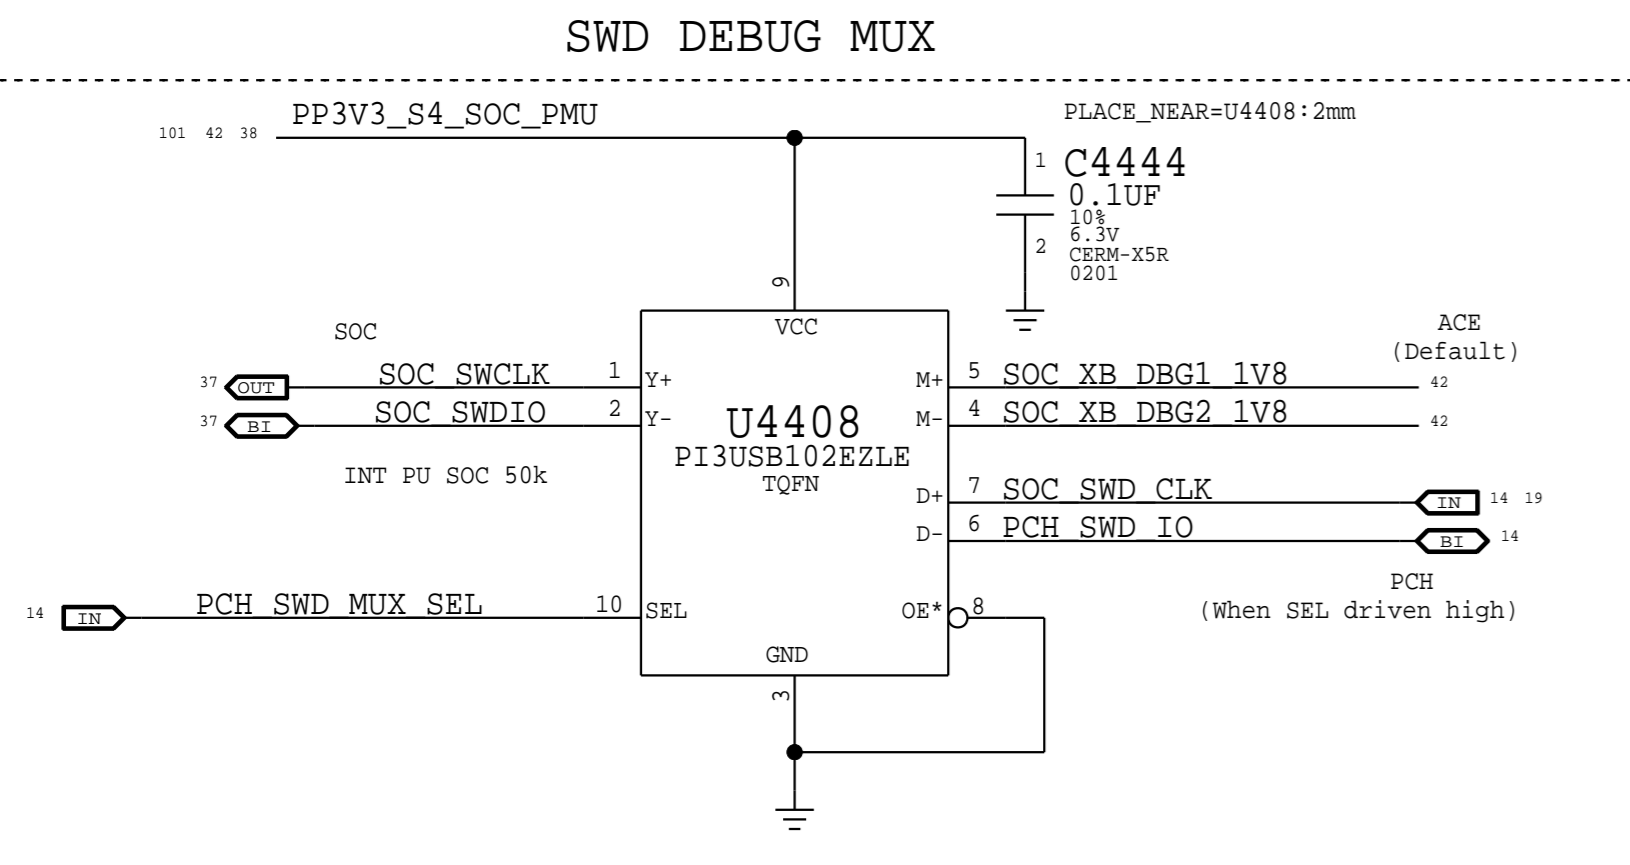 SWD DEBUG MUX
PP3V3_S4_SOC_PMU
101 42 38
PLACE_NEAR=U4408:2mm
1 C4444
0.1UF
10%
6.3V
2
CERM-X5R
0201
9
VCC
SOC
ACE
(Default)
37 OUT SOC_SWCLK 1 Y+
M+ 5 SOC_XB_DBG1_1V8 42
37 BI SOC_SWDIO 2 Y-
M- 4 SOC_XB_DBG2_1V8 42
U4408
PI3USB102EZLE
TQFN
INT PU SOC 50k
D+ 7 SOC_SWD_CLK IN 14 19
D- 6 PCH_SWD_IO BI 14
PCH
(When SEL driven high)
14 IN PCH_SWD_MUX_SEL 10 SEL
OE* 8
GND
3